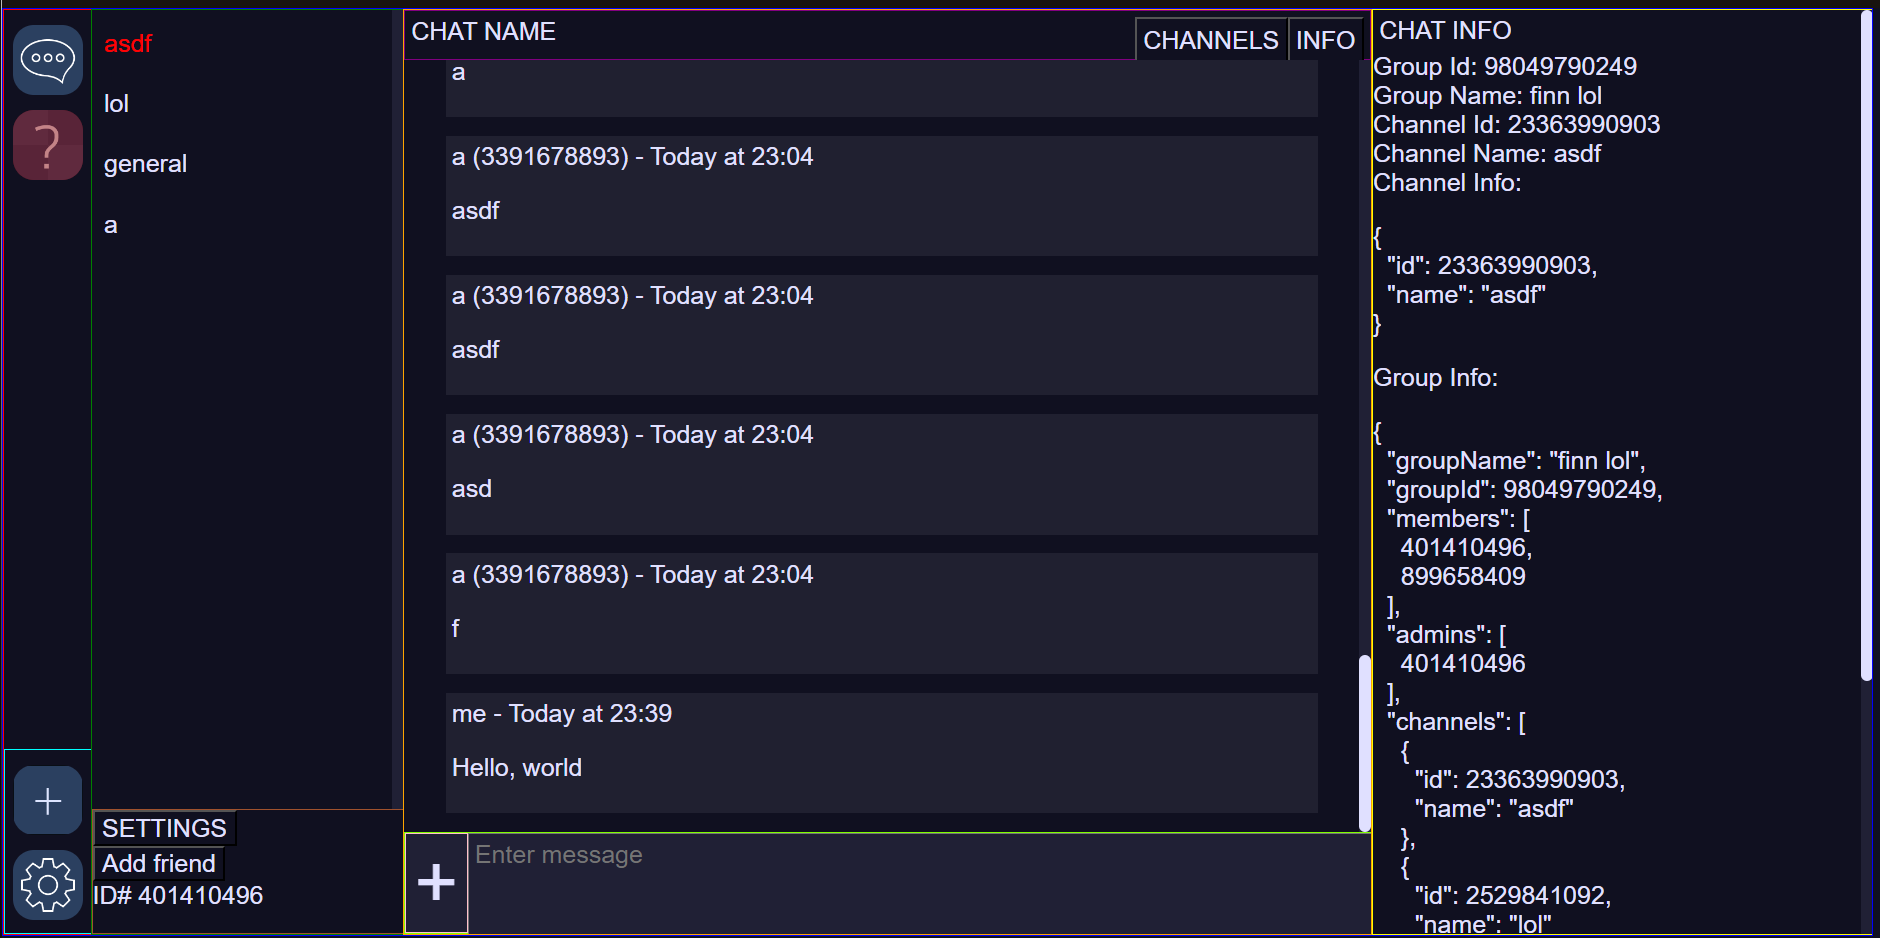 asdf
lol
general
a
SETTINGS
Add friend
ID# 401410496
CHAT NAME
CHANNELS
INFO
a
a (3391678893) - Today at 23:04
asdf
a (3391678893) - Today at 23:04
asdf
a (3391678893) - Today at 23:04
asd
a (3391678893) - Today at 23:04
f
me - Today at 23:39
Hello, world
+
Enter message
CHAT INFO
Group Id: 98049790249
Group Name: finn lol
Channel Id: 23363990903
Channel Name: asdf
Channel Info:
{
"id": 23363990903,
"name": "asdf"
}
Group Info:
{
"groupName": "finn lol",
"groupId": 98049790249,
"members": [
401410496,
899658409
],
"admins": [
401410496
],
"channels": [
{
"id": 23363990903,
"name": "asdf"
},
{
"id": 2529841092,
"name": "lol"